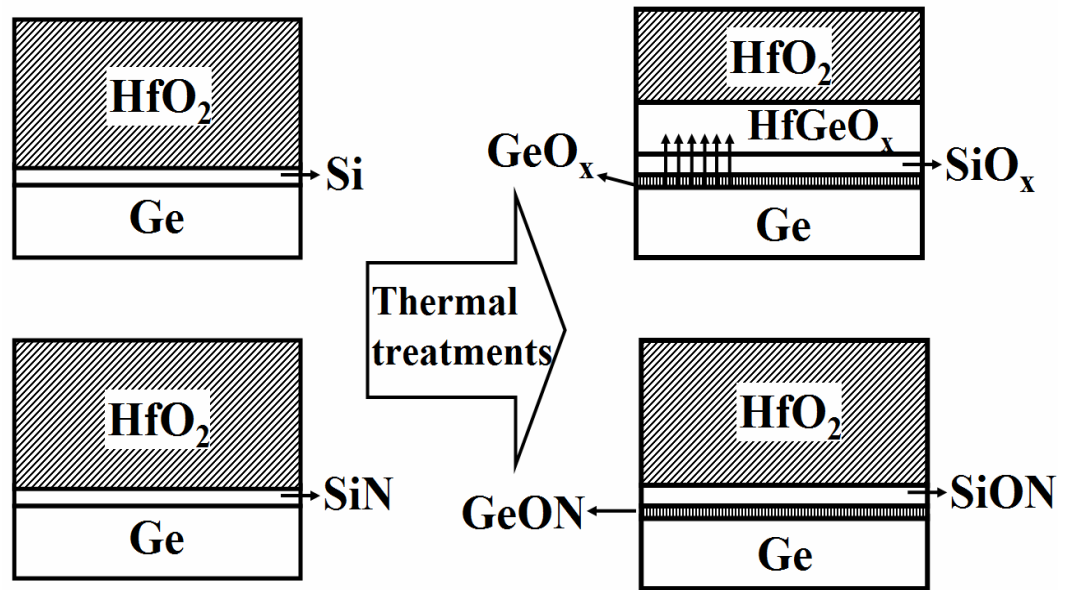 HfO₂
Si
Ge
HfO₂
HfGeOₓ
GeOₓ
SiOₓ
Ge
Thermal
treatments
HfO₂
SiN
Ge
HfO₂
SiON
GeON
Ge